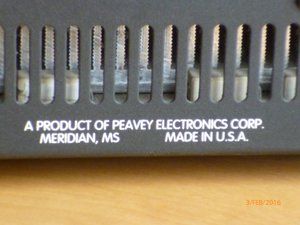 A PRODUCT OF PEAVEY ELECTRONICS CORP.
MERIDIAN, MS MADE IN U.S.A.
3/FEB/2016